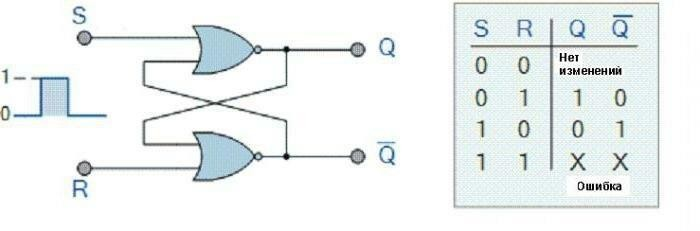 S
Q
1
0
Q̅
R
S R Q Q̅
0 0 Нет изменений
0 1 1 0
1 0 0 1
1 1 X X
Ошибка